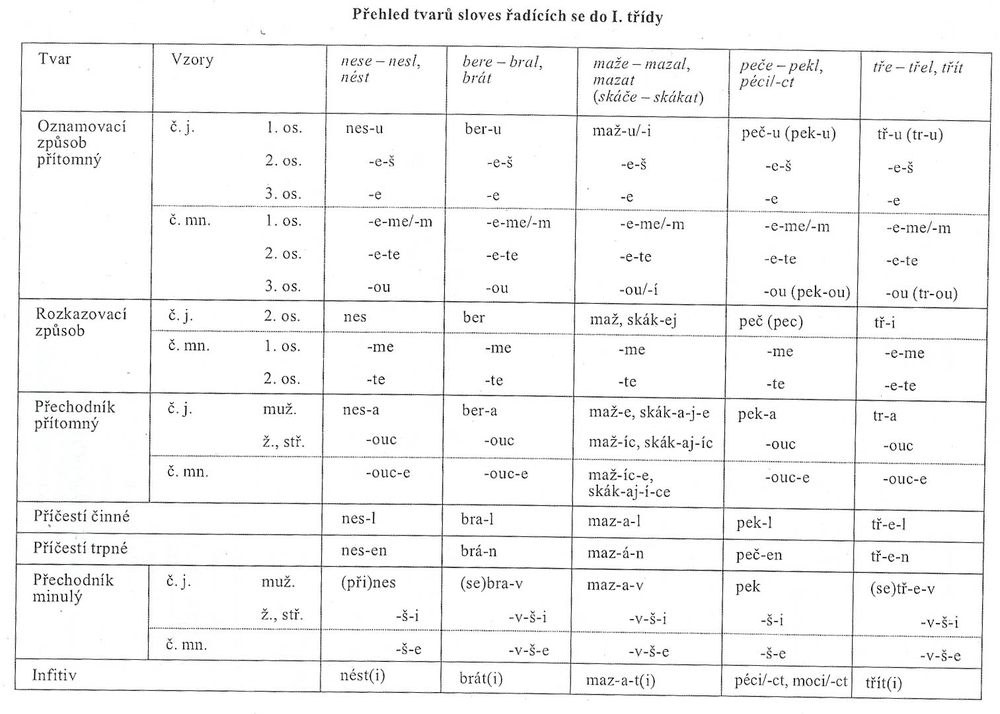 Přehled tvarů sloves řadících se do I. třídy
Tvar Vzory nese – nesl, nést bere – bral, brát maže – mazal, mazat (skáče – skákat) peče – pekl, péci/-ct tře – třel, třít
Oznamovací způsob přítomný č. j. 1. os. nes-u ber-u maž-u/-i peč-u (pek-u) tř-u (tr-u)
2. os. -e-š -e-š -e-š -e-š -e-š
3. os. -e -e -e -e -e
č. mn. 1. os. -e-me/-m -e-me/-m -e-me/-m -e-me/-m -e-me/-m
2. os. -e-te -e-te -e-te -e-te -e-te
3. os. -ou -ou -ou/-í -ou (pek-ou) -ou (tr-ou)
Rozkazovací způsob č. j. 2. os. nes ber maž, skák-ej peč (pec) tř-i
č. mn. 1. os. -me -me -me -me -e-me
2. os. -te -te -te -te -e-te
Přechodník přítomný č. j. muž. nes-a ber-a maž-e, skák-a-j-e pek-a tr-a
ž., stř. -ouc -ouc maž-íc, skák-aj-íc -ouc -ouc
č. mn. -ouc-e -ouc-e maž-íc-e, skák-aj-í-ce -ouc-e -ouc-e
Příčestí činné nes-l bra-l maz-a-l pek-l tř-e-l
Příčestí trpné nes-en brá-n maz-á-n peč-en tř-e-n
Přechodník minulý č. j. muž. (při)nes (se)bra-v maz-a-v pek (se)tř-e-v
ž., stř. -š-i -v-š-i -v-š-i -š-i -v-š-i
č. mn. -š-e -v-š-e -v-š-e -š-e -v-š-e
Infitiv nést(i) brát(i) maz-a-t(i) péci/-ct, moci/-ct třít(i)